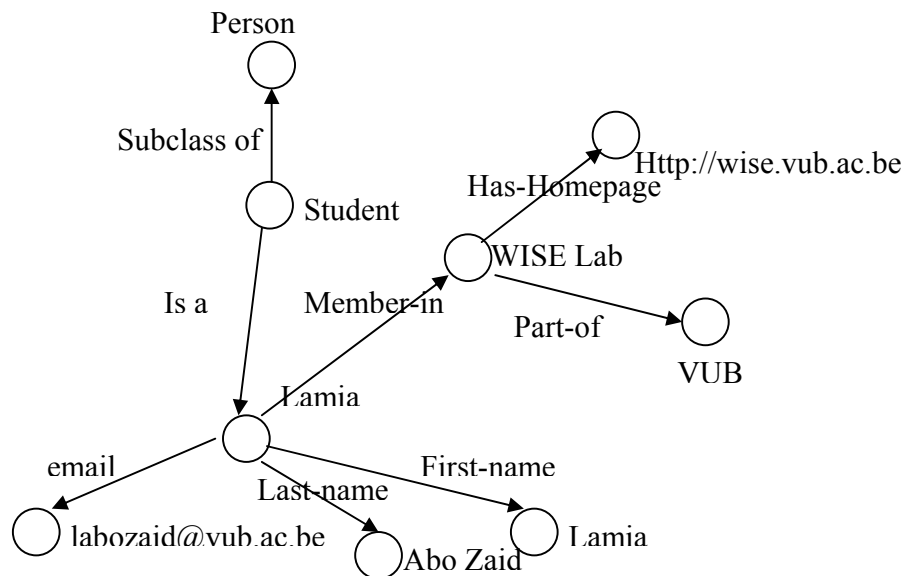 Person
Subclass of
Http://wise.vub.ac.be
Has-Homepage
Student
WISE Lab
Is a
Member-in
Part-of
VUB
Lamia
email
First-name
Last-name
labozaid@vub.ac.be
Abo Zaid
Lamia